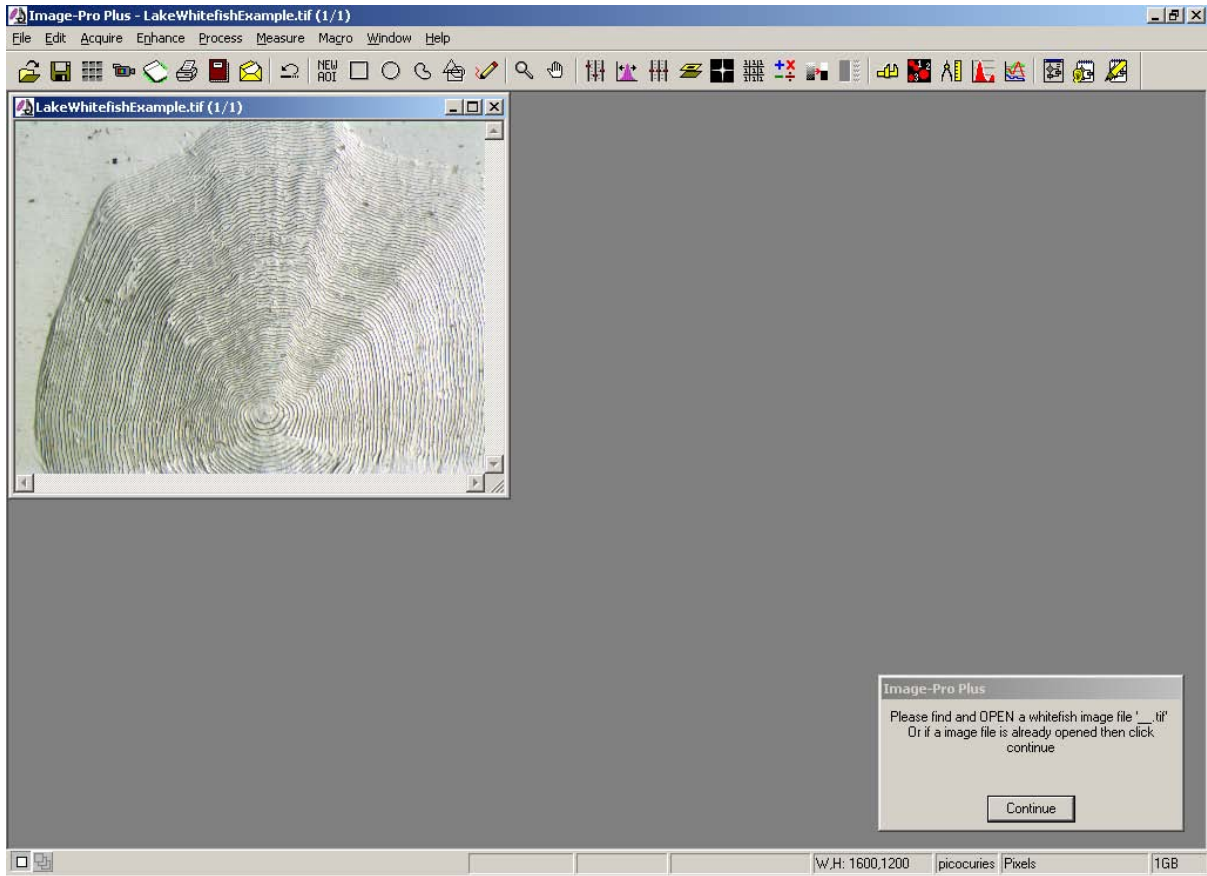 Image-Pro Plus - LakeWhitefishExample.tif (1/1)
File Edit Acquire Enhance Process Measure Macro Window Help
NEW
AOI
LakeWhitefishExample.tif (1/1)
Image-Pro Plus
Please find and OPEN a whitefish image file '__.tif'
Or if a image file is already opened then click
continue
Continue
W,H: 1600,1200 picocuries Pixels 1GB